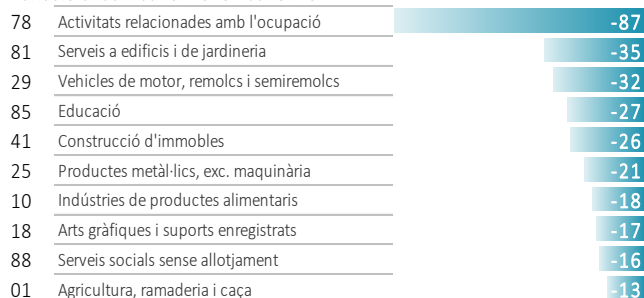 78 Activitats relacionades amb l'ocupació -87
81 Serveis a edificis i de jardineria -35
29 Vehicles de motor, remolcs i semiremolcs -32
85 Educació -27
41 Construcció d'immobles -26
25 Productes metàl·lics, exc. maquinària -21
10 Indústries de productes alimentaris -18
18 Arts gràfiques i suports enregistrats -17
88 Serveis socials sense allotjament -16
01 Agricultura, ramaderia i caça -13